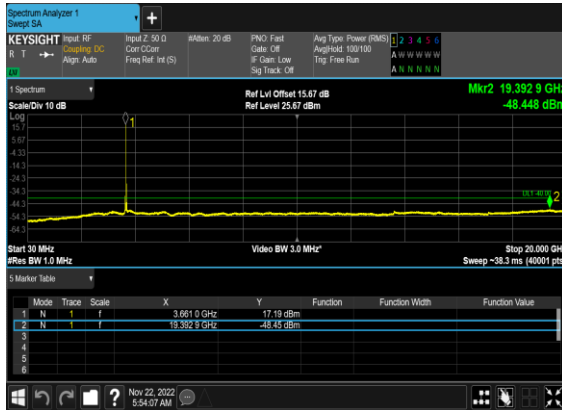 Spectrum Analyzer 1
Swept SA
+
KEYSIGHT Input: RF Input Z: 50 Ω #Atten: 20 dB PNO: Fast Avg Type: Power (RMS) 1 2 3 4 5 6
R T Coupling: DC Corr CCorr Gate: Off Avg|Hold: 100/100 A W W W W W
Align: Auto Freq Ref: Int (S) IF Gain: Low Trig: Free Run
Sig Track: Off A N N N N N
1 Spectrum
Ref Lvl Offset 15.67 dB Mkr2 19.392 9 GHz
Scale/Div 10 dB Ref Level 25.67 dBm -48.448 dBm
Log
1
15.7
5.67
-4.33
-14.3
-24.3
-34.3
-44.3
2
-54.3
-64.3
Start 30 MHz Video BW 3.0 MHz* Stop 20.000 GH
#Res BW 1.0 MHz Sweep ~38.3 ms (40001 pts
5 Marker Table
Mode Trace Scale X Y Function Function Width Function Value
1 N 1 f 3.661 0 GHz 17.19 dBm
2 N 1 f 19.392 9 GHz -48.45 dBm
3
4
5
6
? Nov 22, 2022
5:54:07 AM